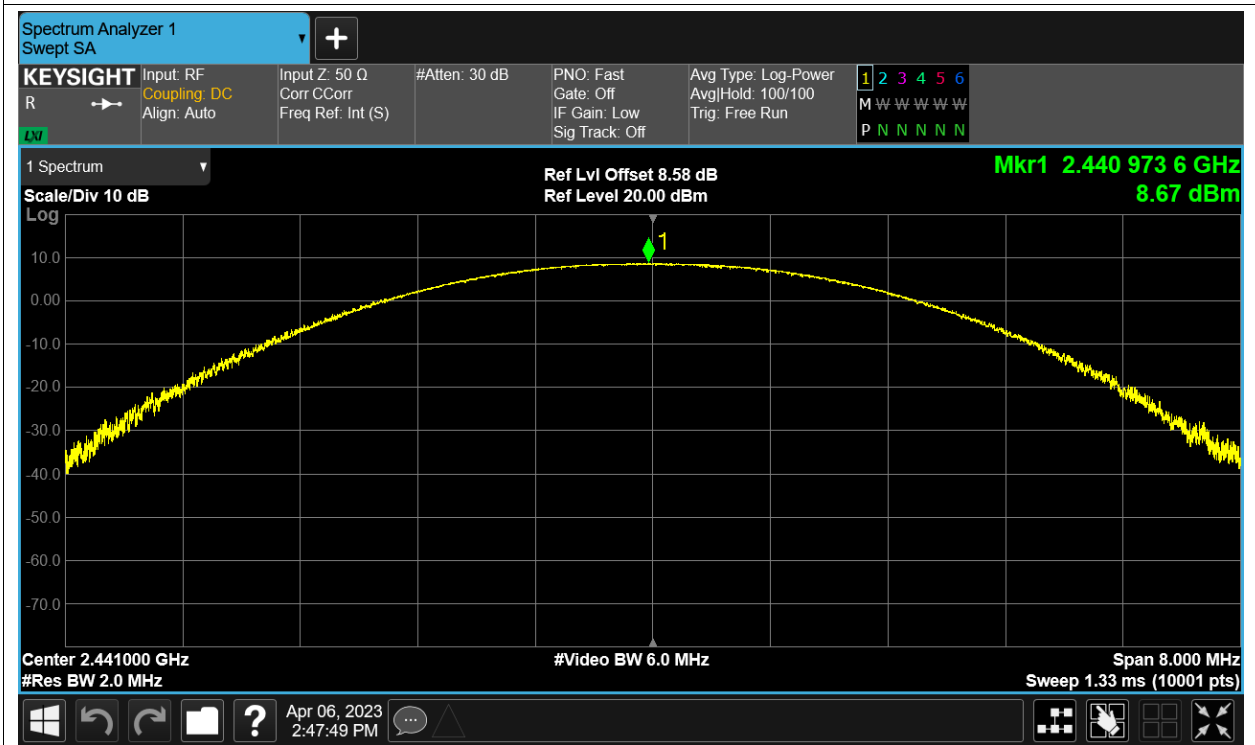 Spectrum Analyzer 1
Swept SA
KEYSIGHT
R
LXI
Input: RF
Coupling: DC
Align: Auto
Input Z: 50 Ω
Corr CCorr
Freq Ref: Int (S)
#Atten: 30 dB
PNO: Fast
Gate: Off
IF Gain: Low
Sig Track: Off
Avg Type: Log-Power
Avg|Hold: 100/100
Trig: Free Run
1 2 3 4 5 6
M W W W W W
P N N N N N
1 Spectrum
Scale/Div 10 dB
Log
Ref Lvl Offset 8.58 dB
Ref Level 20.00 dBm
Mkr1 2.440 973 6 GHz
8.67 dBm
1
10.0
0.00
-10.0
-20.0
-30.0
-40.0
-50.0
-60.0
-70.0
Center 2.441000 GHz
#Res BW 2.0 MHz
#Video BW 6.0 MHz
Span 8.000 MHz
Sweep 1.33 ms (10001 pts)
?
Apr 06, 2023
2:47:49 PM